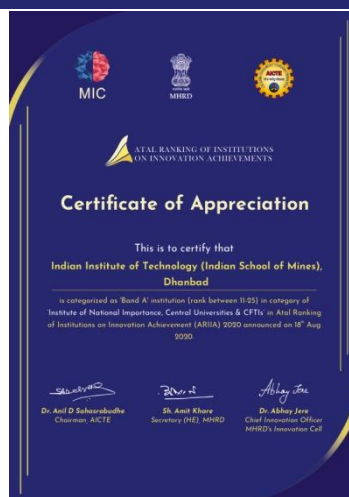 MIC
MHRD
AICTE
ATAL RANKING OF INSTITUTIONS
ON INNOVATION ACHIEVEMENTS
Certificate of Appreciation
This is to certify that
Indian Institute of Technology (Indian School of Mines),
Dhanbad
is categorized as 'Band A' institution (rank between 11-25) in category of
'Institute of National Importance, Central Universities & CFTIs' in Atal Ranking
of Institutions on Innovation Achievement (ARIIA) 2020 announced on 18th Aug
2020.
Dr. Anil D Sahasrabudhe
Chairman, AICTE
Sh. Amit Khare
Secretary (HE), MHRD
Abhay Jere
Dr. Abhay Jere
Chief Innovation Officer
MHRD's Innovation Cell